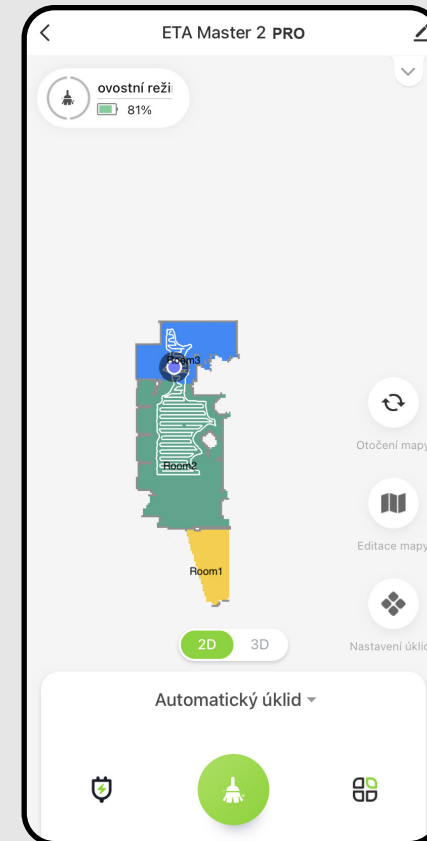 ETA Master 2 PRO
ovostní reži
81%
Room3
Room2
Room1
Otočení mapy
Editace mapy
Nastavení úklid
2D 3D
Automatický úklid